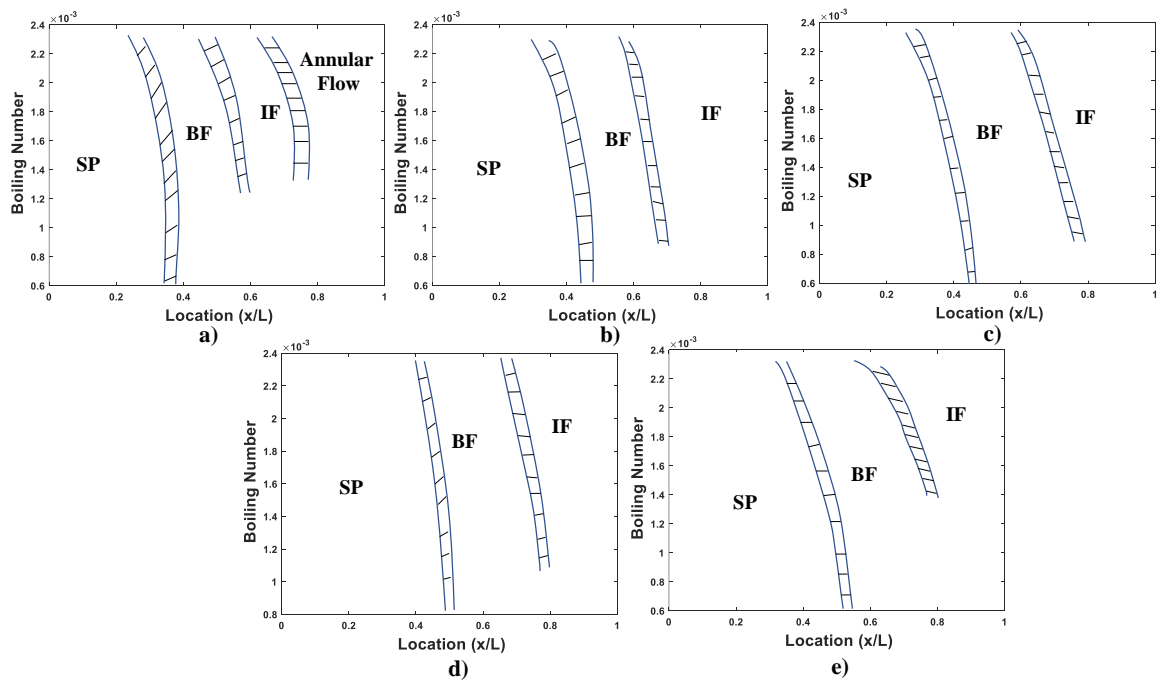 ×10⁻³
2.4
2.2
2
1.8
1.6
1.4
1.2
1
0.8
0.6
Boiling Number
SP
BF
IF
Annular
Flow
0 0.2 0.4 0.6 0.8 1
Location (x/L)
a)
×10⁻³
2.4
2.2
2
1.8
1.6
1.4
1.2
1
0.8
0.6
Boiling Number
SP
BF
IF
0 0.2 0.4 0.6 0.8 1
Location (x/L)
b)
×10⁻³
2.4
2.2
2
1.8
1.6
1.4
1.2
1
0.8
0.6
Boiling Number
SP
BF
IF
0 0.2 0.4 0.6 0.8 1
Location (x/L)
c)
×10⁻³
2.4
2.2
2
1.8
1.6
1.4
1.2
1
0.8
Boiling Number
SP
BF
IF
0 0.2 0.4 0.6 0.8 1
Location (x/L)
d)
×10⁻³
2.4
2.2
2
1.8
1.6
1.4
1.2
1
0.8
0.6
Boiling Number
SP
BF
IF
0 0.2 0.4 0.6 0.8 1
Location (x/L)
e)